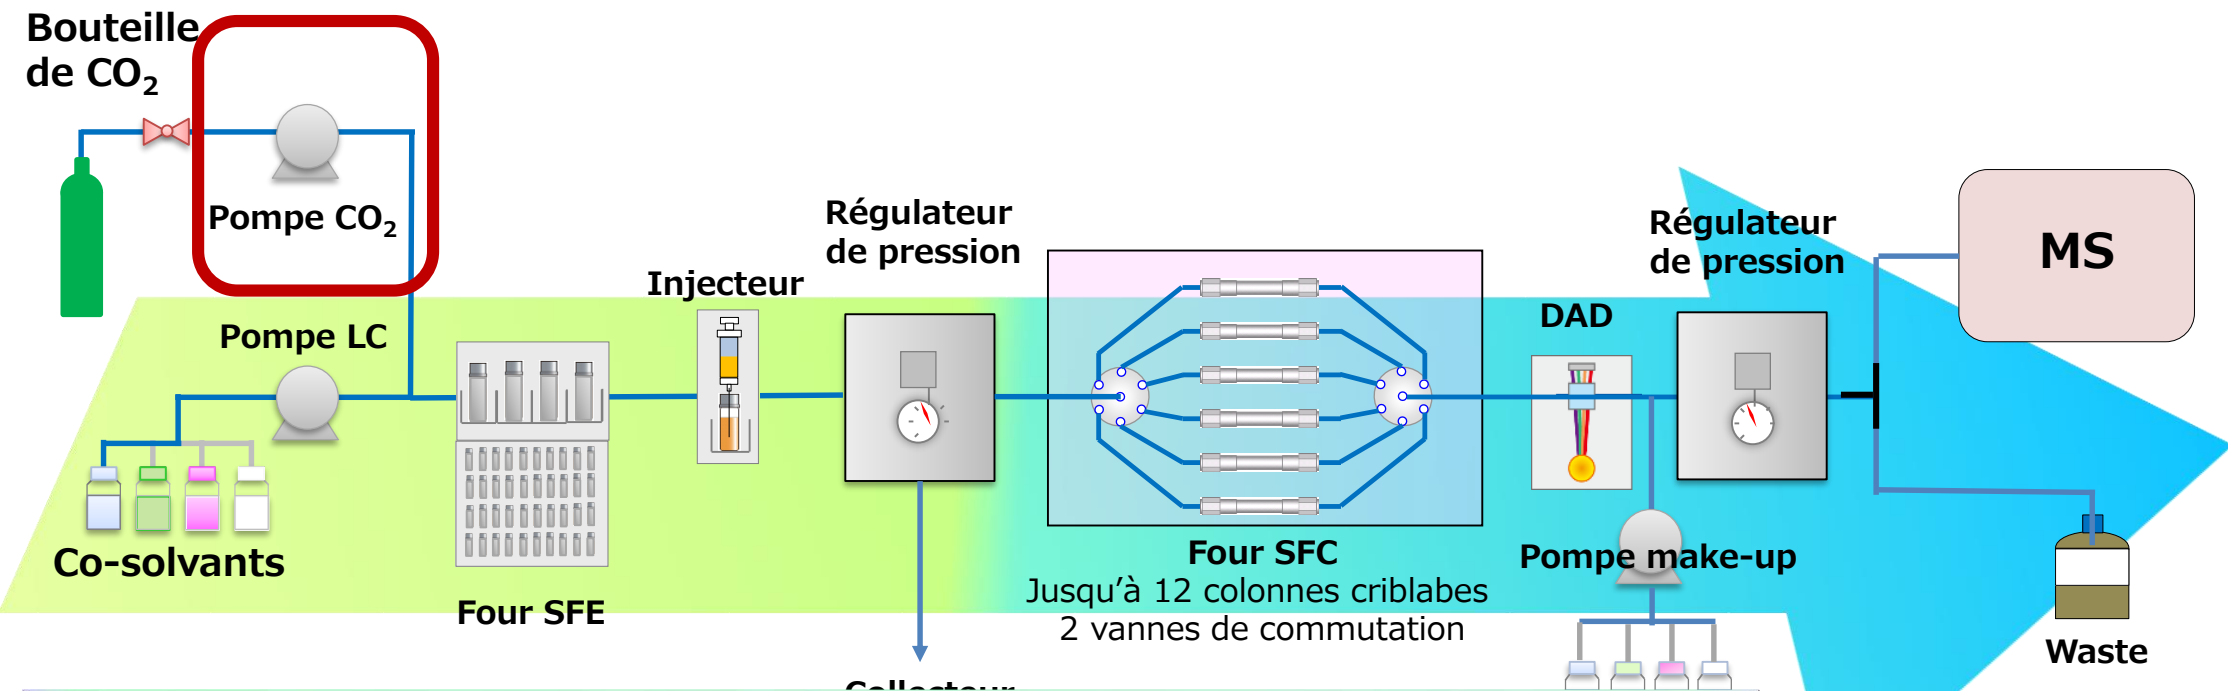 Bouteille
de CO₂
Pompe CO₂
Pompe LC
Co-solvants
Four SFE
Injecteur
Régulateur
de pression
Four SFC
Jusqu’à 12 colonnes criblabes
2 vannes de commutation
DAD
Régulateur
de pression
Pompe make-up
MS
Waste
Collecteur